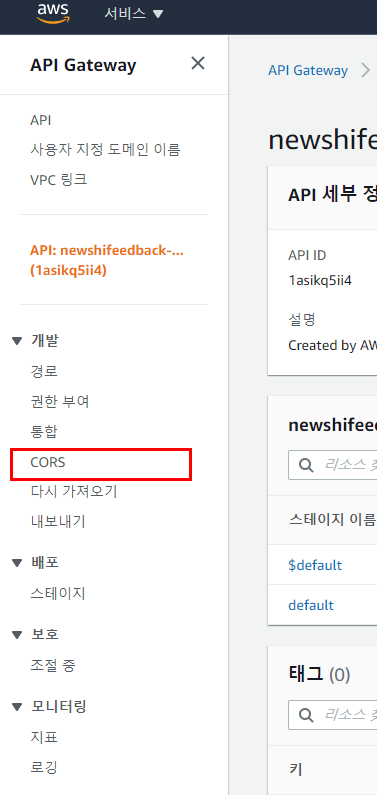 aws 서비스
API Gateway
API
사용자 지정 도메인 이름
VPC 링크
API: newshifeedback-...
(1asikq5ii4)
개발
경로
권한 부여
통합
CORS
다시 가져오기
내보내기
배포
스테이지
보호
조절 중
모니터링
지표
로깅
API Gateway
newshife
API 세부 정
API ID
1asikq5ii4
설명
Created by AW
newshifeed
리소스 찾
스테이지 이름
$default
default
태그 (0)
리소스 찾
키